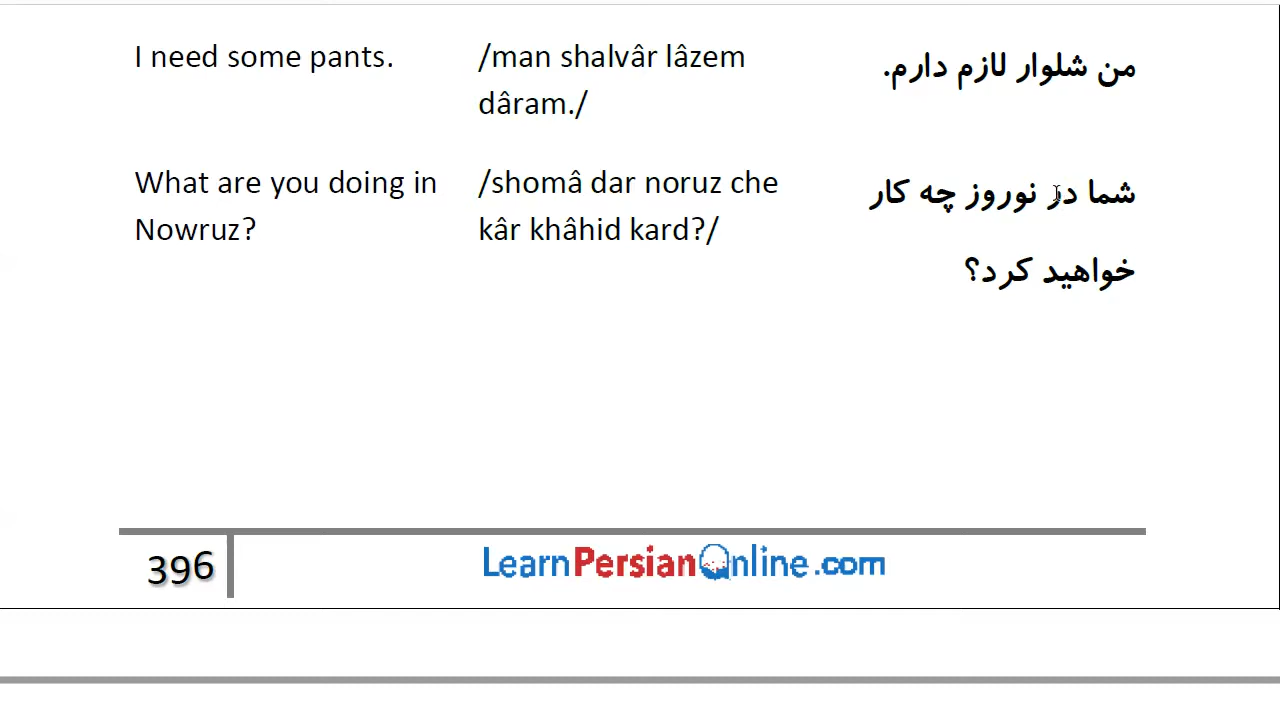 I need some pants.
/man shalvâr lâzem
dâram./
من شلوار لازم دارم.
What are you doing in
Nowruz?
/shomâ dar noruz che
kâr khâhid kard?/
شما در نوروز چه کار
خواهید کرد؟
396
LearnPersianOnline.com